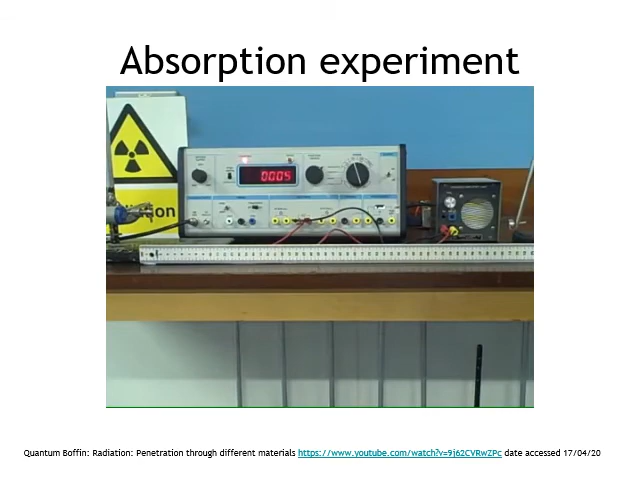 Absorption experiment
0005
Quantum Boffin: Radiation: Penetration through different materials https://www.youtube.com/watch?v=9j62CVRwZPc date accessed 17/04/20